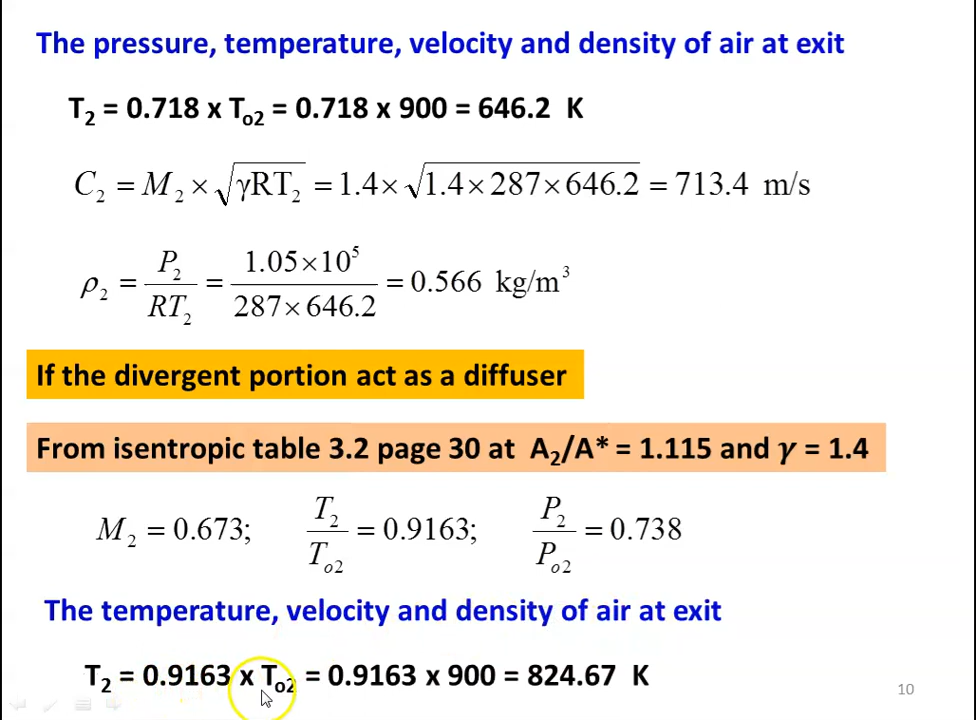 The pressure, temperature, velocity and density of air at exit
T₂ = 0.718 x Tₒ₂ = 0.718 x 900 = 646.2 K
C₂ = M₂ × √(γRT₂) = 1.4 × √(1.4 × 287 × 646.2) = 713.4 m/s
ρ₂ = P₂/RT₂ = 1.05×10⁵/(287 × 646.2) = 0.566 kg/m³
If the divergent portion act as a diffuser
From isentropic table 3.2 page 30 at A₂/A* = 1.115 and γ = 1.4
M₂ = 0.673; T₂/Tₒ₂ = 0.9163; P₂/Pₒ₂ = 0.738
The temperature, velocity and density of air at exit
T₂ = 0.9163 x Tₒ₂ = 0.9163 x 900 = 824.67 K
10